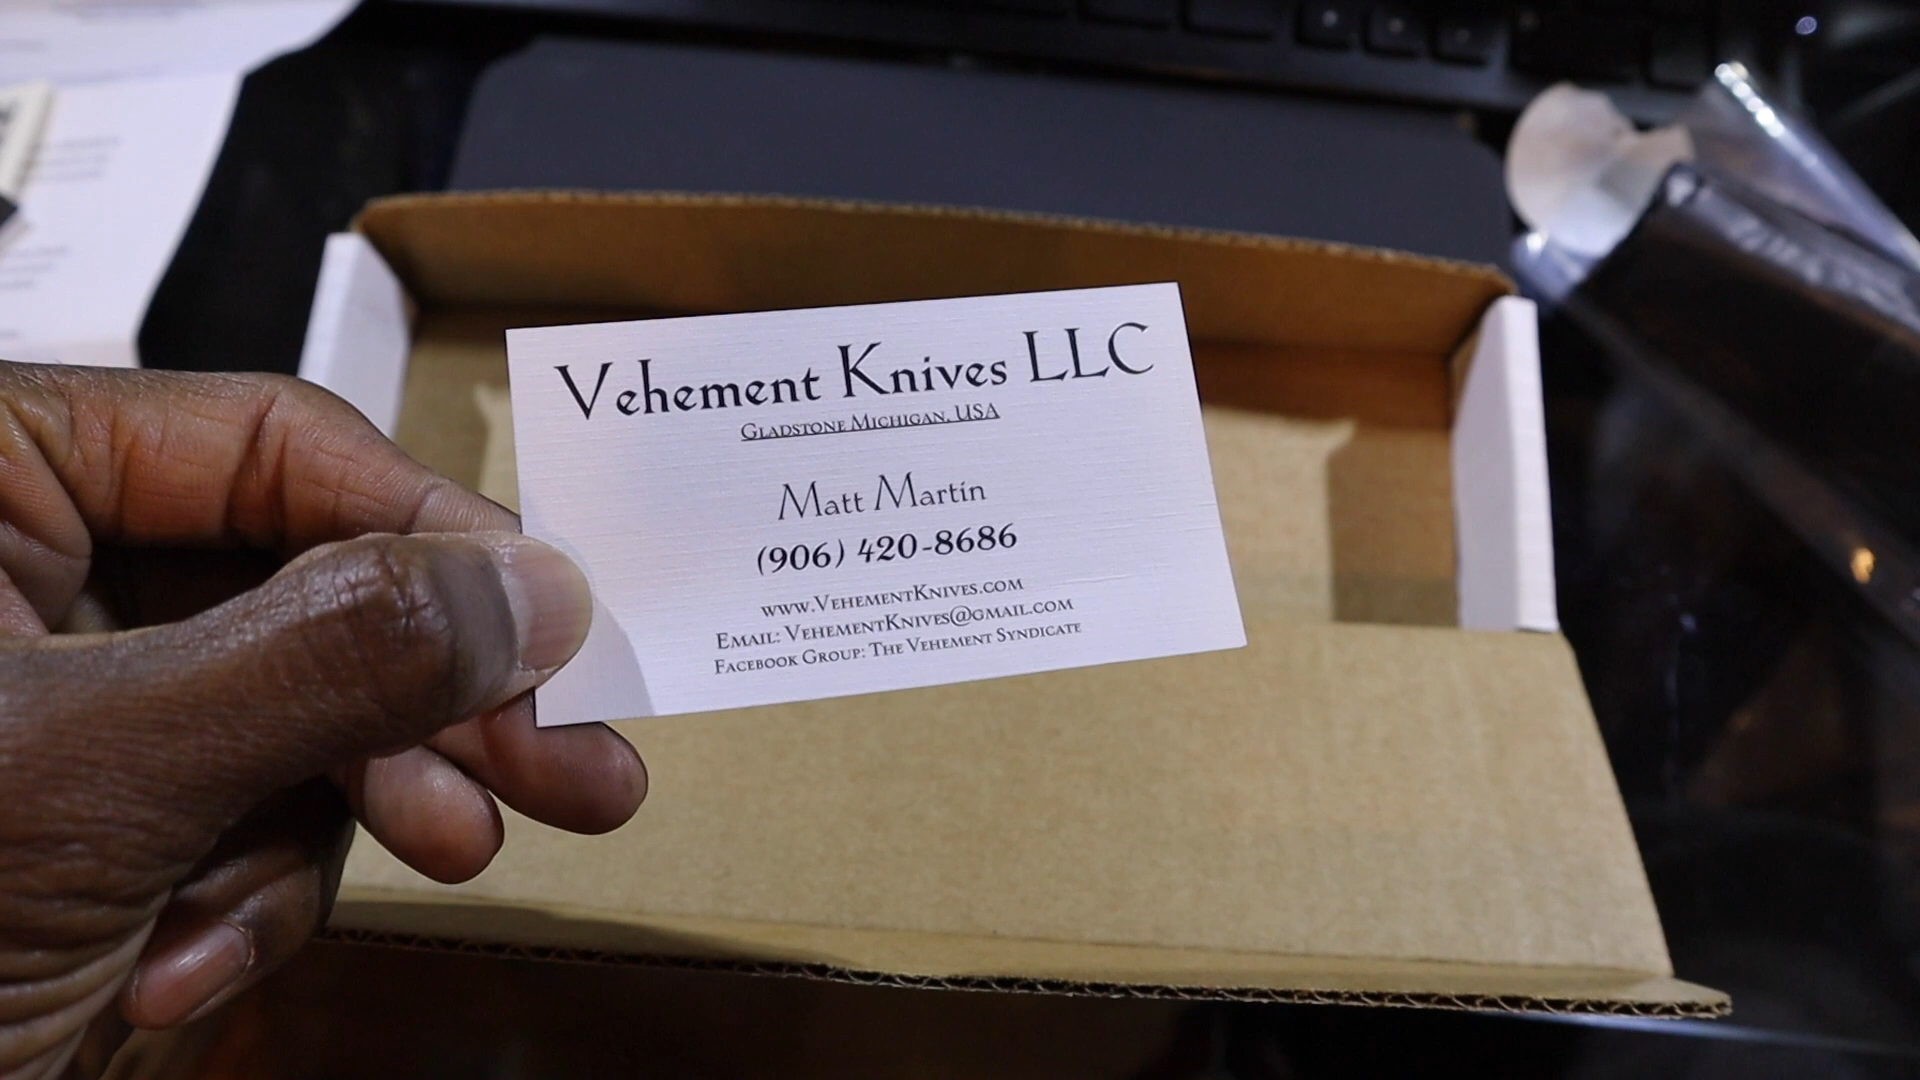 Vehement Knives LLC
Gladstone Michigan, USA
Matt Martin
(906) 420-8686
www.VehementKnives.com
Email: VehementKnives@gmail.com
Facebook Group: The Vehement Syndicate